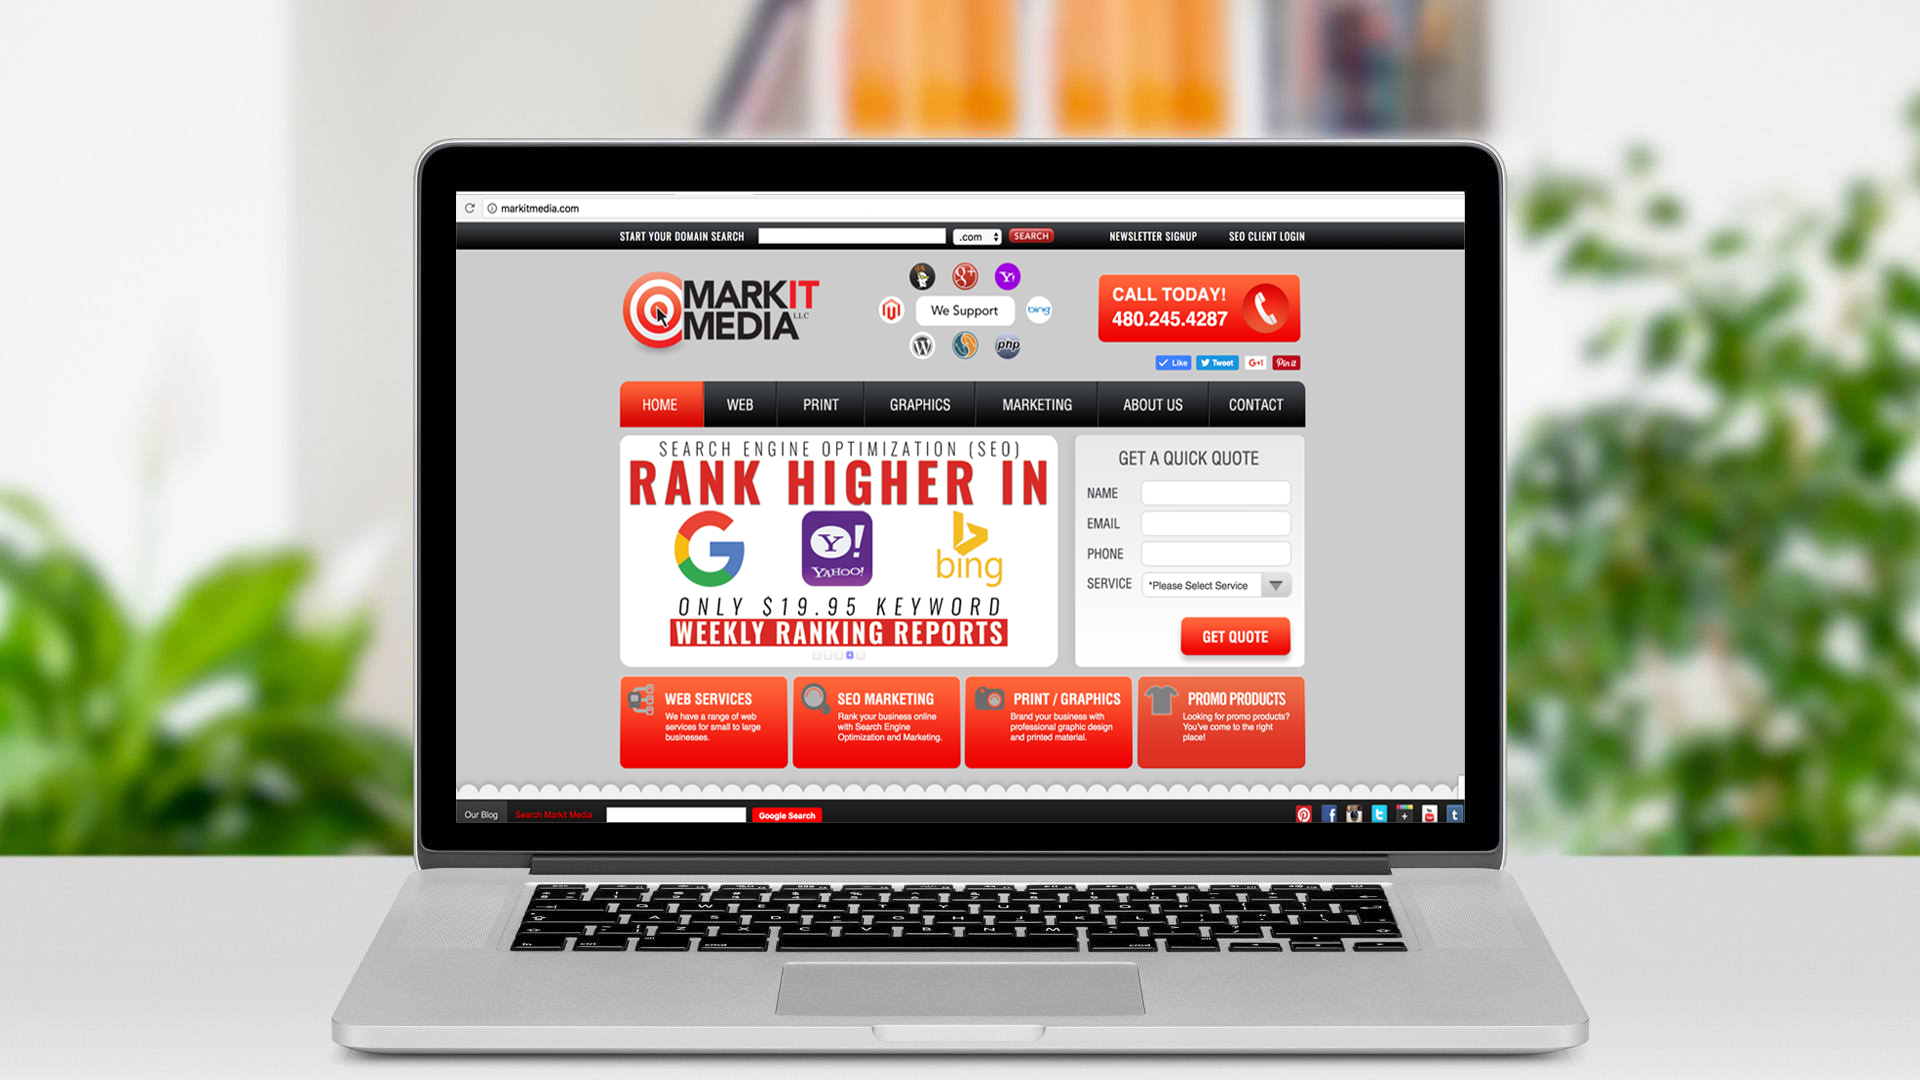 markitmedia.com
START YOUR DOMAIN SEARCH .com SEARCH NEWSLETTER SIGNUP SEO CLIENT LOGIN
MARKIT
MEDIA LLC
g+ Y!
We Support bing
W php
CALL TODAY!
480.245.4287
Like Tweet G+1 Pin it
HOME WEB PRINT GRAPHICS MARKETING ABOUT US CONTACT
SEARCH ENGINE OPTIMIZATION (SEO)
RANK HIGHER IN
G Y! YAHOO! bing
ONLY $19.95 KEYWORD
WEEKLY RANKING REPORTS
GET A QUICK QUOTE
NAME
EMAIL
PHONE
SERVICE *Please Select Service
GET QUOTE
WEB SERVICES
We have a range of web
services for small to large
businesses.
SEO MARKETING
Rank your business online
with Search Engine
Optimization and Marketing.
PRINT / GRAPHICS
Brand your business with
professional graphic design
and printed material.
PROMO PRODUCTS
Looking for promo products?
You've come to the right
place!
Our Blog Search Markit Media Google Search